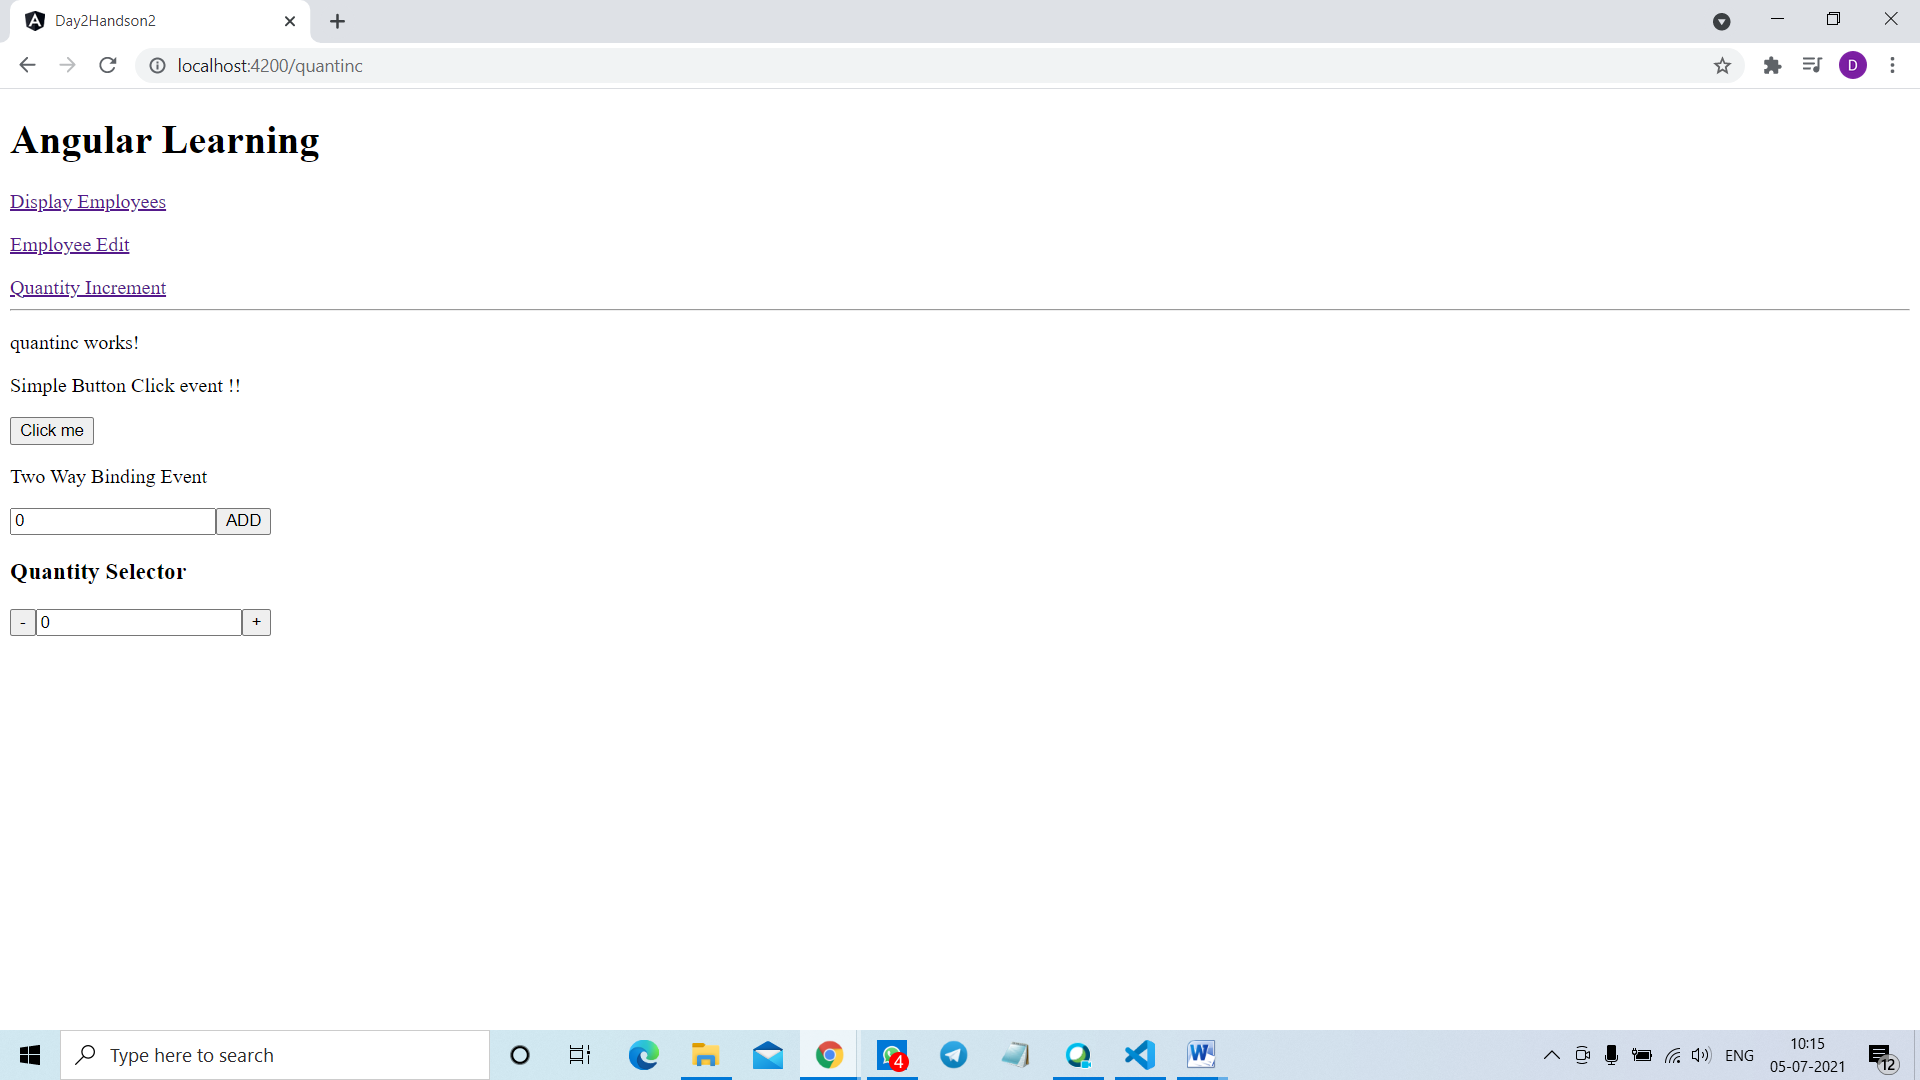 Day2Handson2
localhost:4200/quantinc
D
Angular Learning
Display Employees
Employee Edit
Quantity Increment
quantinc works!
Simple Button Click event !!
Click me
Two Way Binding Event
0 ADD
Quantity Selector
- 0 +
Type here to search
4
W
ENG
10:15
05-07-2021
12